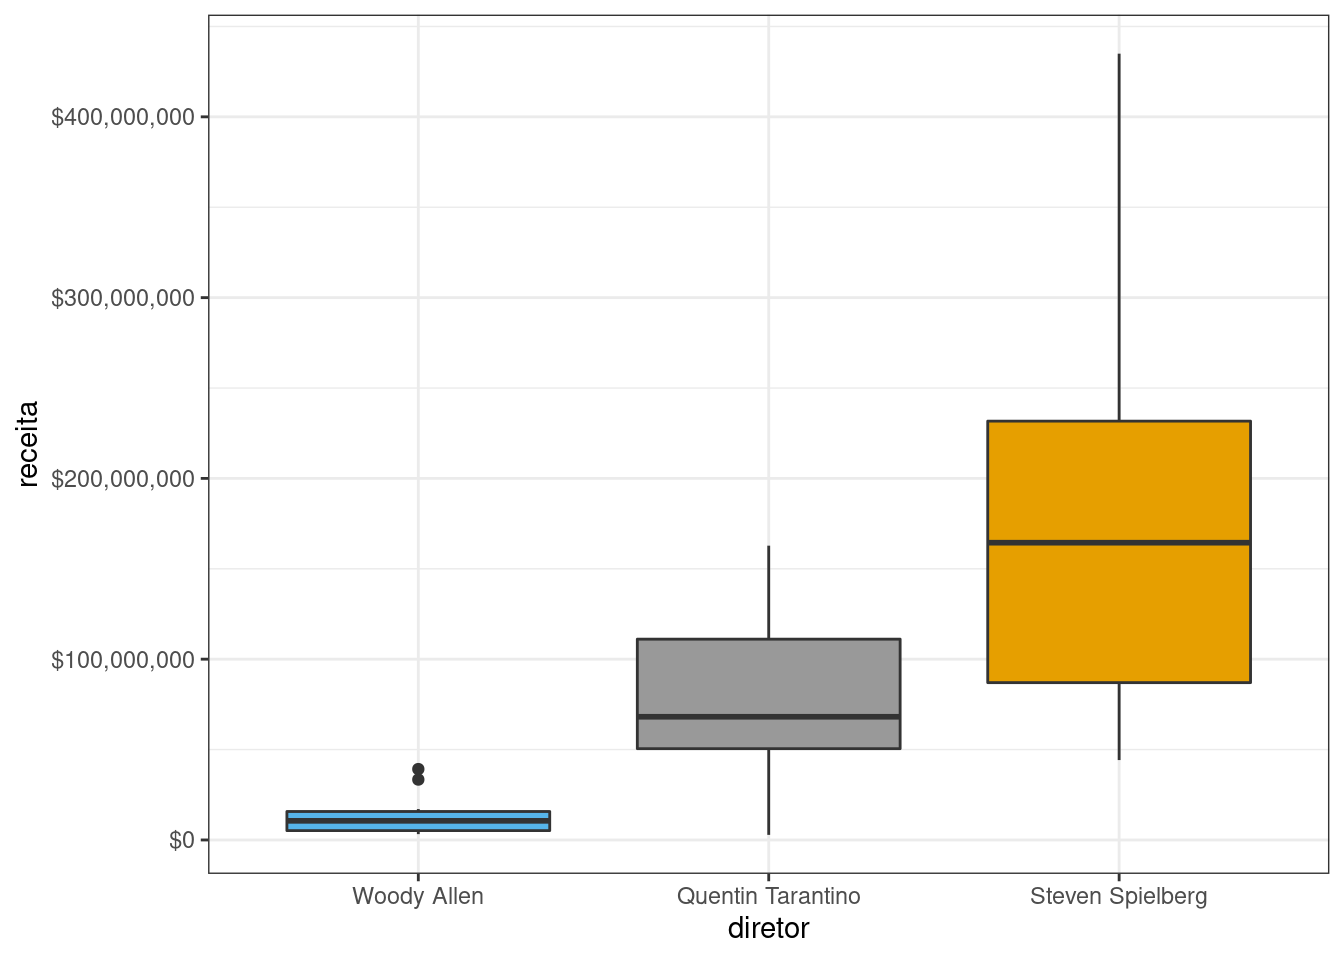 receita
$400,000,000
$300,000,000
$200,000,000
$100,000,000
$0
Woody Allen
Quentin Tarantino
Steven Spielberg
diretor